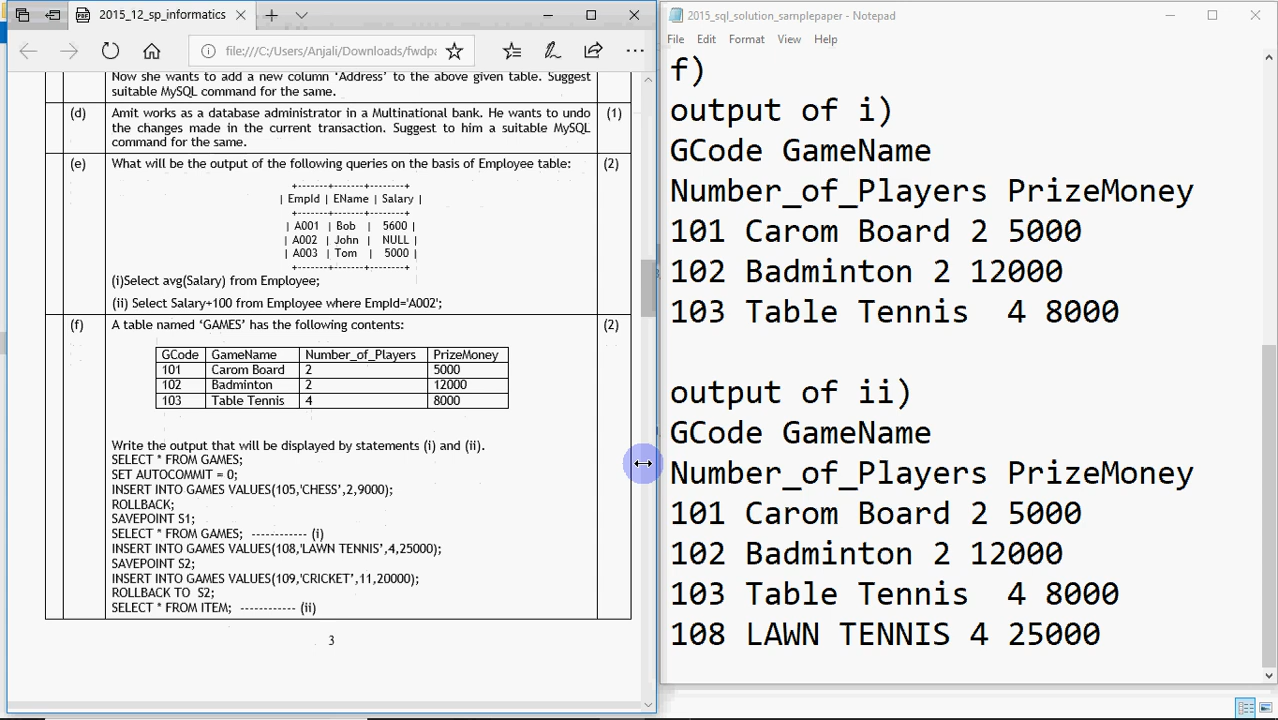 2015_12_sp_informatics
file:///C:/Users/Anjali/Downloads/fwdpa
Now she wants to add a new column ‘Address’ to the above given table. Suggest
suitable MySQL command for the same.
(d) Amit works as a database administrator in a Multinational bank. He wants to undo (1)
the changes made in the current transaction. Suggest to him a suitable MySQL
command for the same.
(e) What will be the output of the following queries on the basis of Employee table: (2)
+-------+-------+--------+
| EmpId | EName | Salary |
+-------+-------+--------+
| A001 | Bob | 5600 |
| A002 | John | NULL |
| A003 | Tom | 5000 |
+-------+-------+--------+
(i)Select avg(Salary) from Employee;
(ii) Select Salary+100 from Employee where EmpId='A002';
(f) A table named ‘GAMES’ has the following contents: (2)
GCode GameName Number_of_Players PrizeMoney
101 Carom Board 2 5000
102 Badminton 2 12000
103 Table Tennis 4 8000
Write the output that will be displayed by statements (i) and (ii).
SELECT * FROM GAMES;
SET AUTOCOMMIT = 0;
INSERT INTO GAMES VALUES(105,'CHESS’,2,9000);
ROLLBACK;
SAVEPOINT S1;
SELECT * FROM GAMES; ----------- (i)
INSERT INTO GAMES VALUES(108,'LAWN TENNIS’,4,25000);
SAVEPOINT S2;
INSERT INTO GAMES VALUES(109,’CRICKET’,11,20000);
ROLLBACK TO S2;
SELECT * FROM ITEM; ------------ (ii)
3
2015_sql_solution_samplepaper - Notepad
File Edit Format View Help
f)
output of i)
GCode GameName
Number_of_Players PrizeMoney
101 Carom Board 2 5000
102 Badminton 2 12000
103 Table Tennis  4 8000
output of ii)
GCode GameName
Number_of_Players PrizeMoney
101 Carom Board 2 5000
102 Badminton 2 12000
103 Table Tennis  4 8000
108 LAWN TENNIS 4 25000